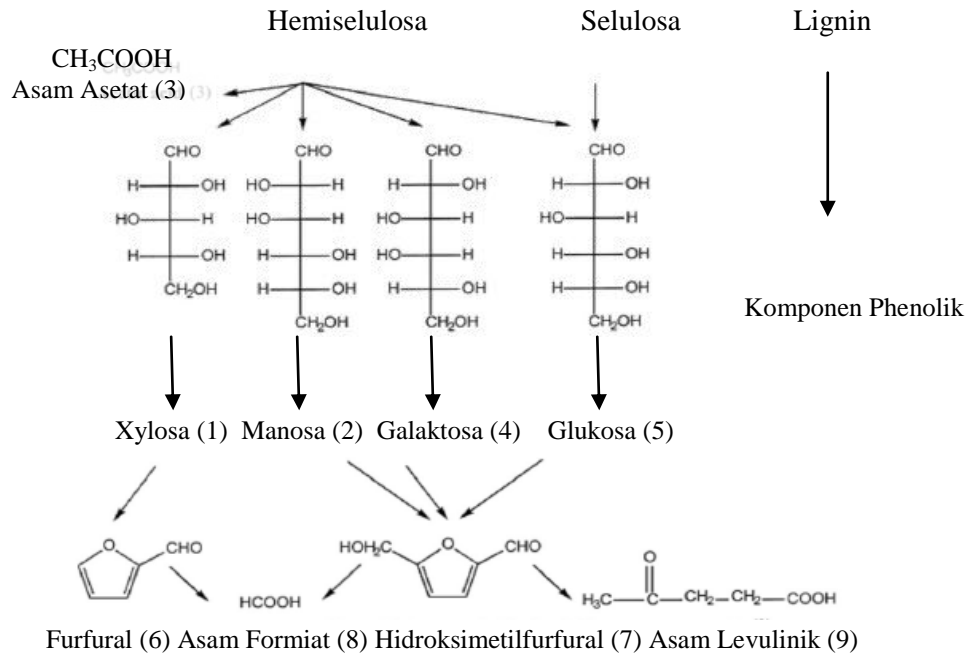 Hemiselulosa Selulosa Lignin
CH₃COOH
Asam Asetat (3)
CHO CHO CHO CHO
H OH HO H H OH H OH
HO H HO H HO H HO H
H OH H OH HO H H OH
CH₂OH H OH H OH H OH
CH₂OH CH₂OH CH₂OH
Komponen Phenolik
Xylosa (1) Manosa (2) Galaktosa (4) Glukosa (5)
O CHO HOH₂C O CHO O
HCOOH H₃C—C—CH₂—CH₂—COOH
Furfural (6) Asam Formiat (8) Hidroksimetilfurfural (7) Asam Levulinik (9)